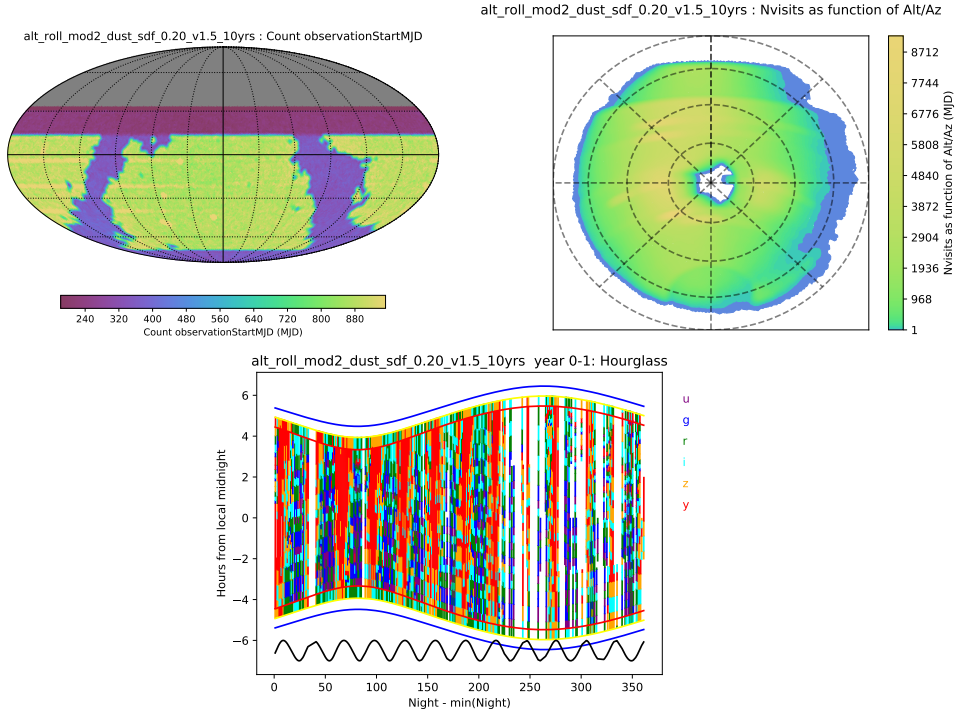 alt_roll_mod2_dust_sdf_0.20_v1.5_10yrs : Nvisits as function of Alt/Az
alt_roll_mod2_dust_sdf_0.20_v1.5_10yrs : Count observationStartMJD
240 320 400 480 560 640 720 800 880
Count observationStartMJD (MJD)
8712
7744
6776
5808
4840
3872
2904
1936
968
1
Nvisits as function of Alt/Az (MJD)
alt_roll_mod2_dust_sdf_0.20_v1.5_10yrs year 0-1: Hourglass
6
4
2
0
−2
−4
−6
Hours from local midnight
0 50 100 150 200 250 300 350
Night - min(Night)
u
g
r
i
z
y